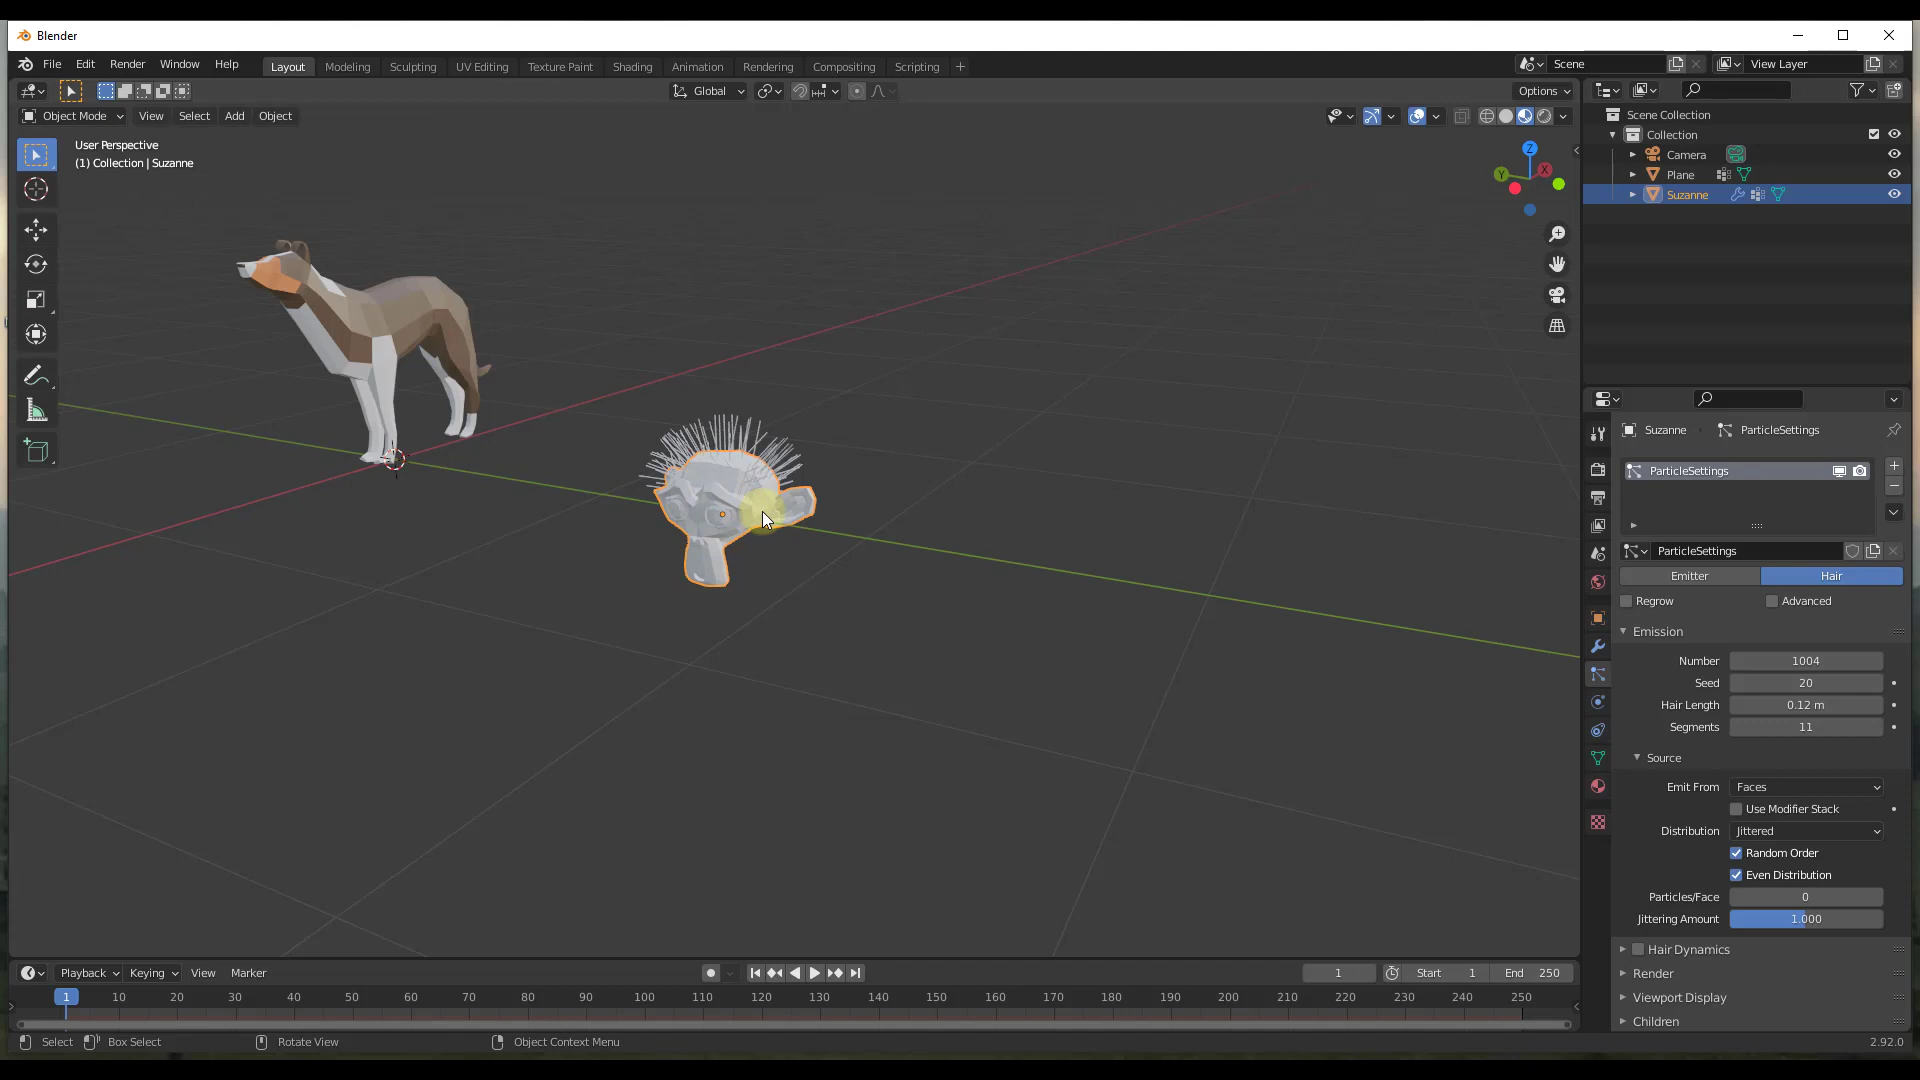 Blender
File Edit Render Window Help Layout Modeling Sculpting UV Editing Texture Paint Shading Animation Rendering Compositing Scripting + Scene View Layer
Global Options
Object Mode View Select Add Object
User Perspective
(1) Collection | Suzanne
Z
Y
X
Scene Collection
Collection
Camera
Plane
Suzanne
Suzanne ParticleSettings
ParticleSettings
ParticleSettings
Emitter Hair
Regrow Advanced
Emission
Number 1004
Seed 20
Hair Length 0.12 m
Segments 11
Source
Emit From Faces
Use Modifier Stack
Distribution Jittered
Random Order
Even Distribution
Particles/Face 0
Jittering Amount 1.000
Hair Dynamics
Render
Viewport Display
Children
Playback Keying View Marker 1 Start 1 End 250
1 10 20 30 40 50 60 70 80 90 100 110 120 130 140 150 160 170 180 190 200 210 220 230 240 250
Select Box Select Rotate View Object Context Menu 2.92.0